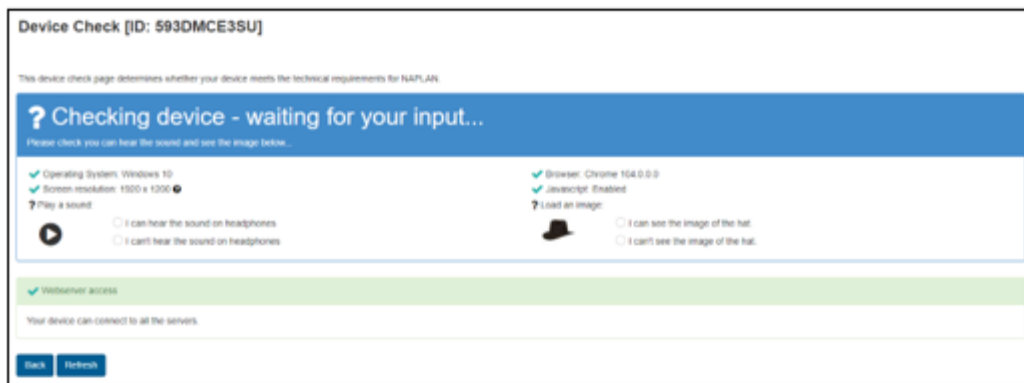 Device Check [ID: 593DMCE3SU]
This device check page determines whether your device meets the technical requirements for NAPLAN.
? Checking device - waiting for your input...
Please check you can hear the sound and see the image below...
Operating System: Windows 10
Screen resolution: 1920 x 1200 ?
? Play a sound:
I can hear the sound on headphones
I can't hear the sound on headphones
Browser: Chrome 104.0.0.0
Javascript: Enabled
? Load an image:
I can see the image of the hat.
I can't see the image of the hat.
Webserver access
Your device can connect to all the servers.
Back
Refresh